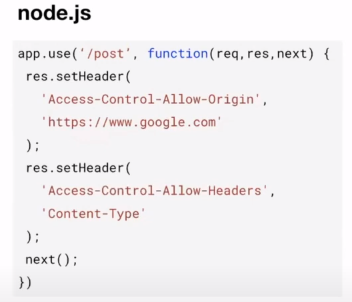 node.js
app.use('/post', function(req,res,next) {
res.setHeader(
'Access-Control-Allow-Origin',
'https://www.google.com'
);
res.setHeader(
'Access-Control-Allow-Headers',
'Content-Type'
);
next();
})